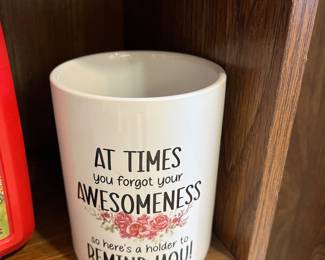 AT TIMES
you forgot your
AWESOMENESS
so here's a holder to
REMIND YOU!